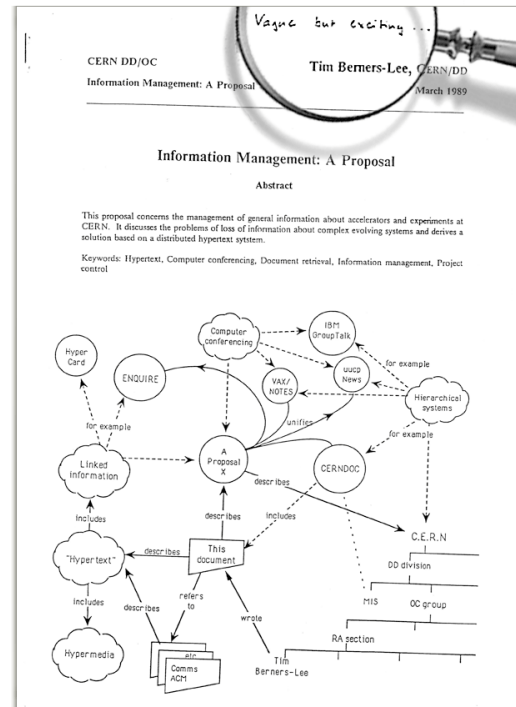 Vague but exciting ...
CERN DD/OC
Tim Berners-Lee, CERN/DD
Information Management: A Proposal
March 1989
Information Management: A Proposal
Abstract
This proposal concerns the management of general information about accelerators and experiments at
CERN. It discusses the problems of loss of information about complex evolving systems and derives a
solution based on a distributed hypertext sytstem.
Keywords: Hypertext, Computer conferencing, Document retrieval, Information management, Project
control
IBM
GroupTalk
Computer
conferencing
Hyper
Card
for example
uucp
News
ENQUIRE
VAX/
NOTES
Hierarchical
systems
unifies
for example
for example
A
Proposal
X
Linked
information
CERNDOC
describes
includes
describes
includes
C.E.R.N
This
document
describes
"Hypertext"
DD division
refers
to
includes
describes
MIS
OC group
wrote
RA section
Hypermedia
etc
Comms
ACM
Tim
Berners-Lee